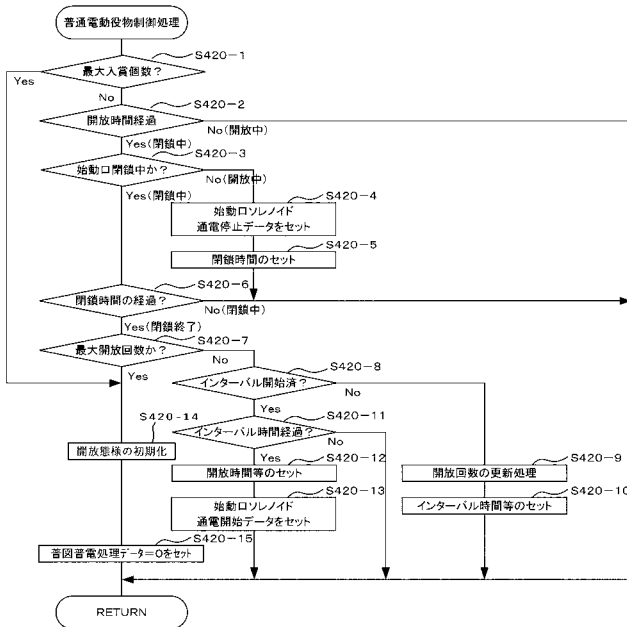 普通電動役物制御処理
S420-1
最大入賞個数?
Yes
No
S420-2
開放時間経過
No(開放中)
Yes(閉鎖中)
S420-3
始動口閉鎖中か?
No(開放中)
Yes(閉鎖中)
S420-4
始動口ソレノイド
通電停止データをセット
S420-5
閉鎖時間のセット
S420-6
閉鎖時間の経過?
No(閉鎖中)
Yes(閉鎖終了)
S420-7
最大開放回数か?
No
Yes
S420-8
インターバル開始済?
No
Yes
S420-11
インターバル時間経過?
No
Yes
S420-14
開放態様の初期化
S420-12
開放時間等のセット
S420-9
開放回数の更新処理
S420-13
始動口ソレノイド
通電開始データをセット
S420-10
インターバル時間等のセット
S420-15
普図普電処理データ=0をセット
RETURN